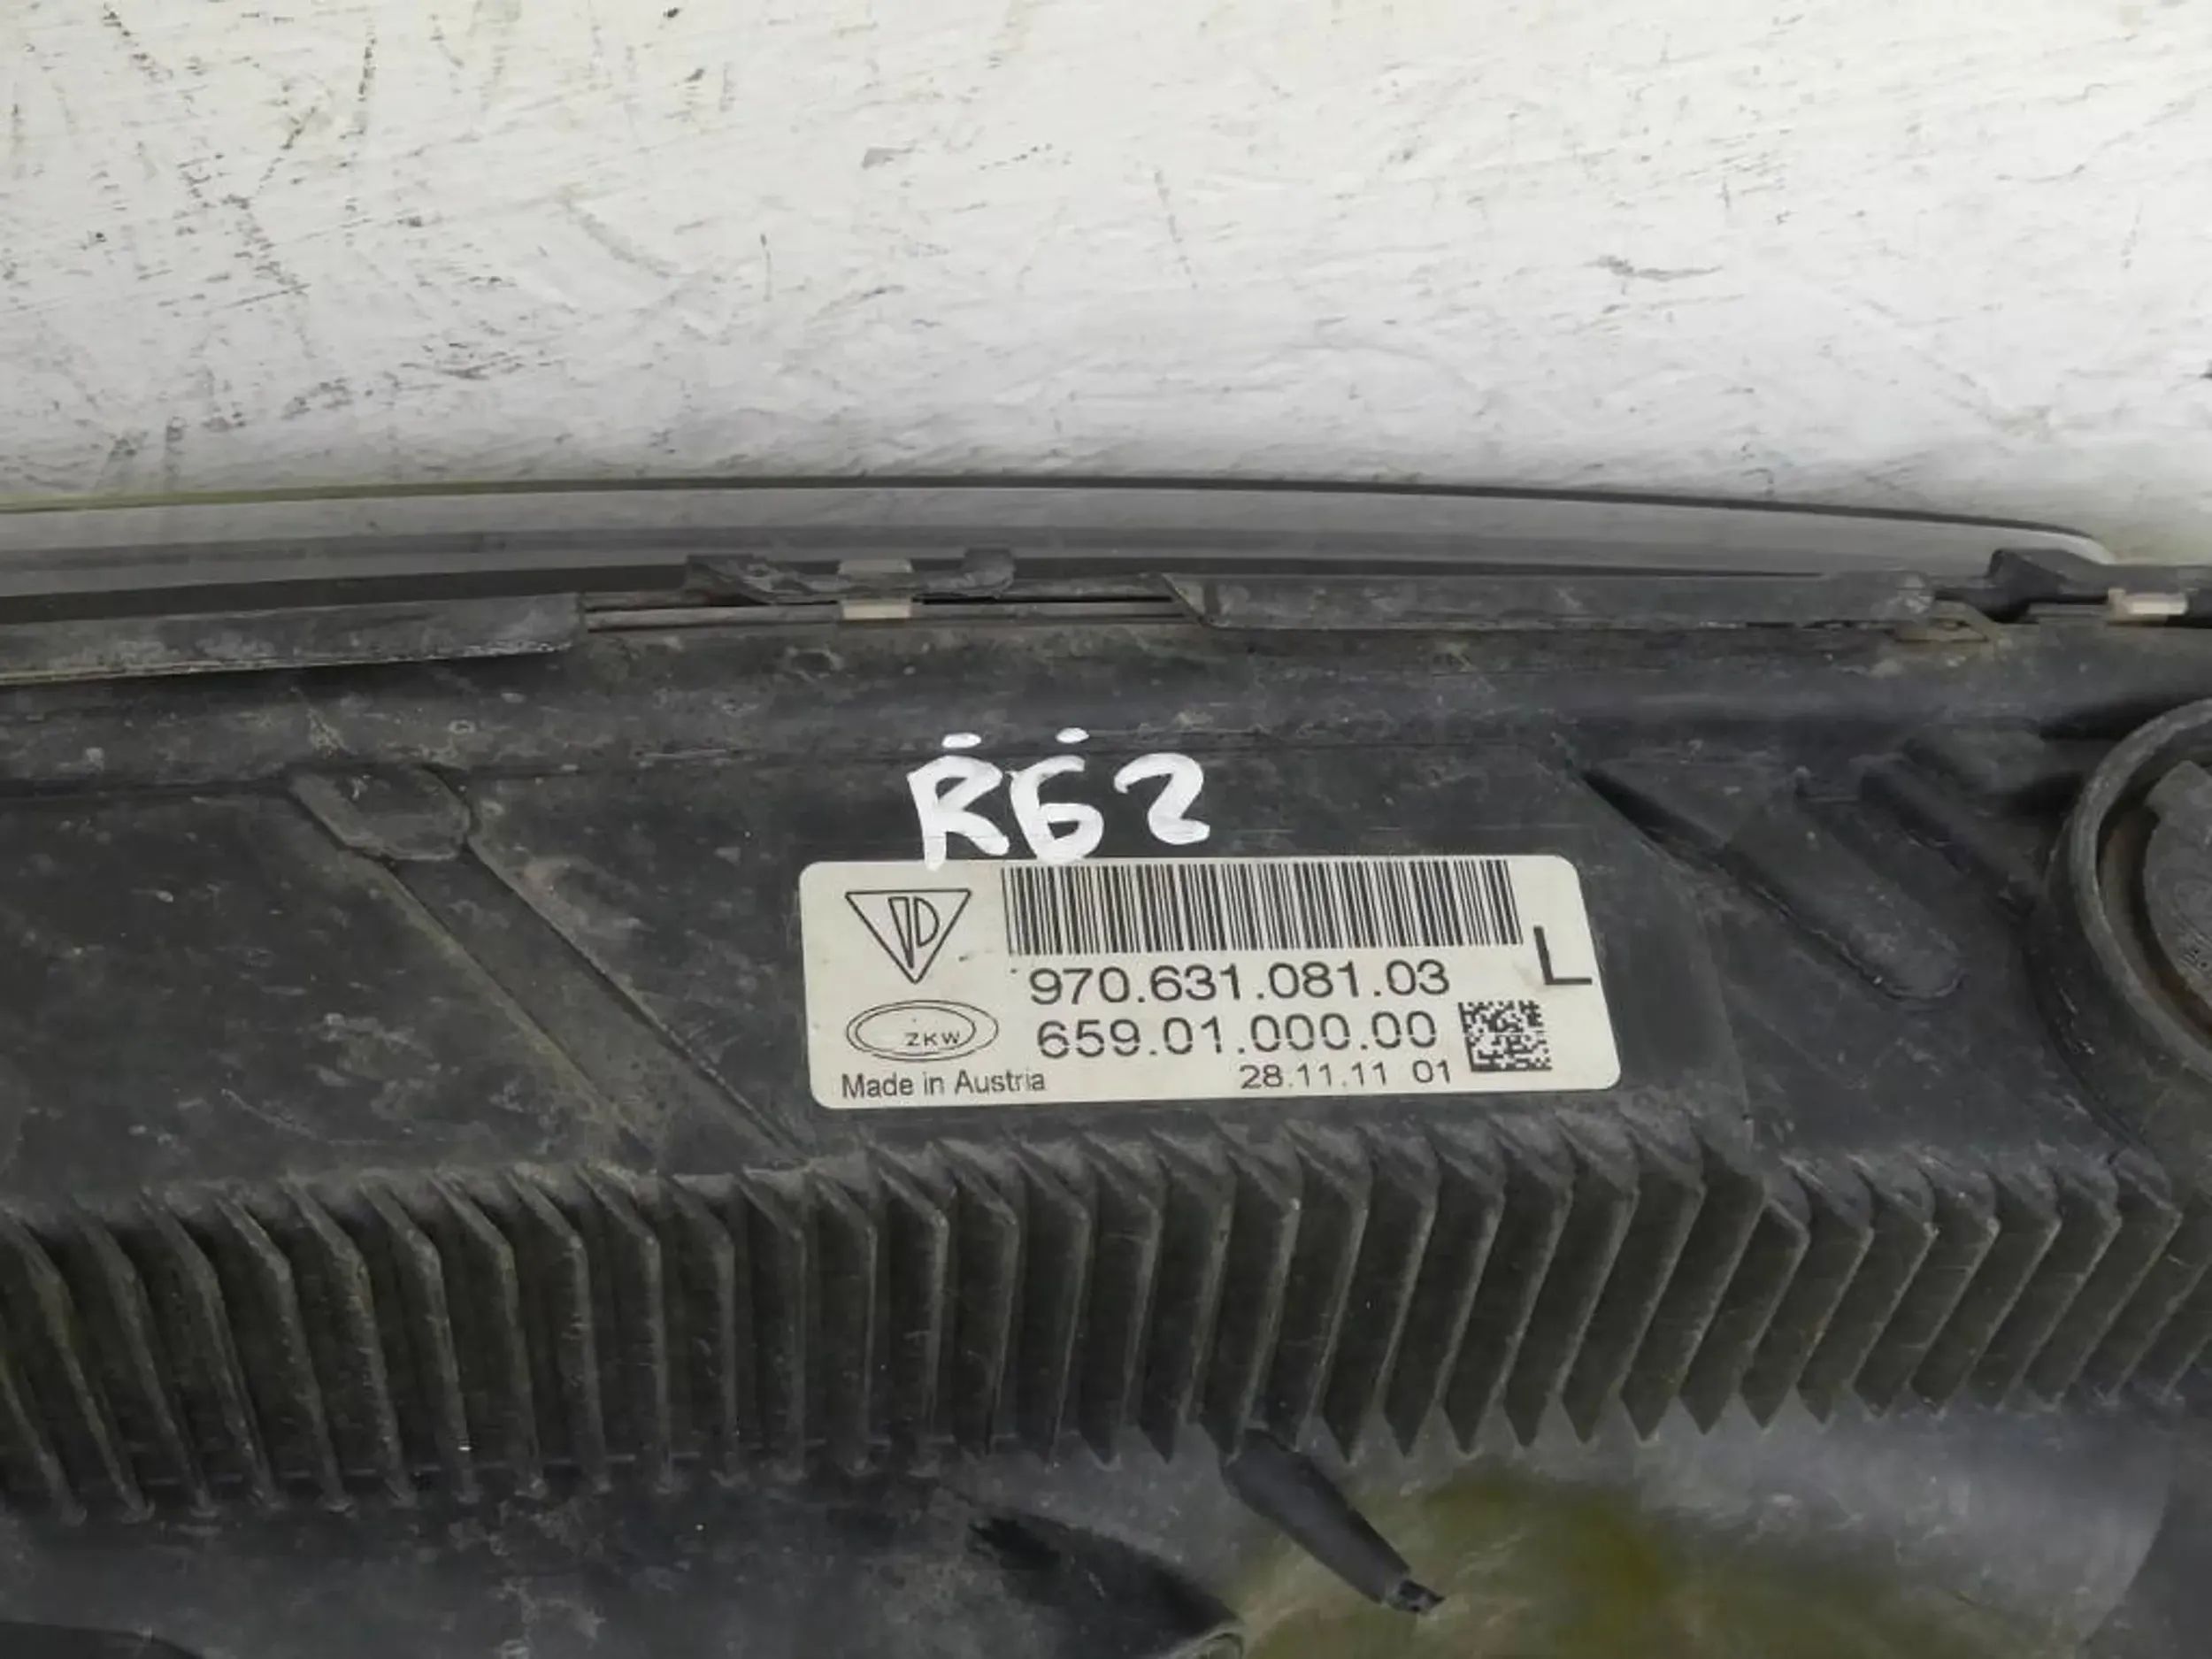 R62
970.631.081.03
L
659.01.000.00
ZKW
Made in Austria
28.11.11 01